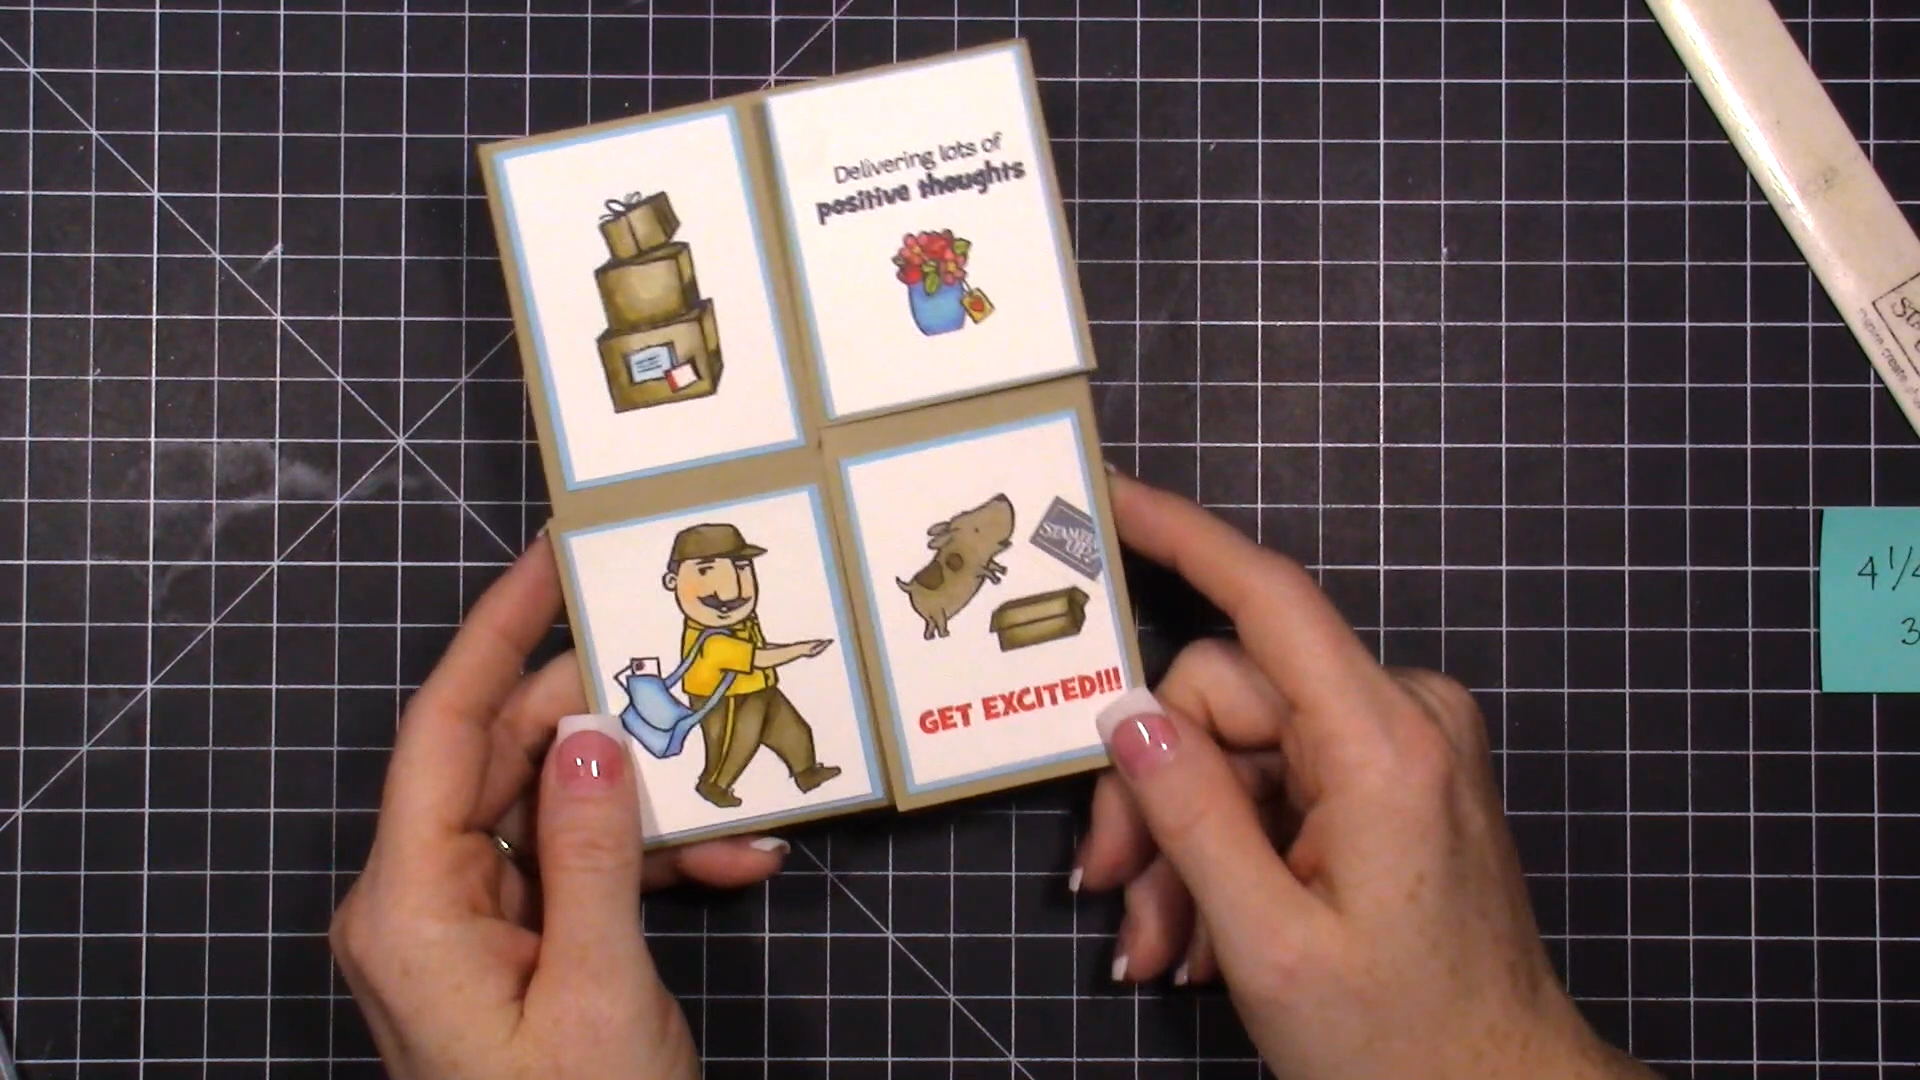 Delivering lots of
positive thoughts
STAMPIN'
UP!
GET EXCITED!!!
4 1/4
3